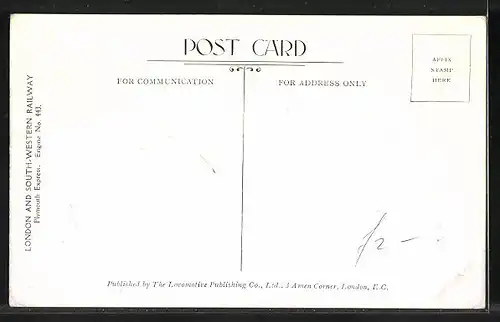 POST CARD
FOR COMMUNICATION
FOR ADDRESS ONLY
AFFIX
STAMP
HERE
LONDON AND SOUTH-WESTERN RAILWAY
Plymouth Express. Engine No. 443.
Published by The Locomotive Publishing Co., Ltd., 3 Amen Corner, London, E.C.